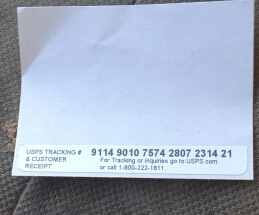 USPS TRACKING #
& CUSTOMER
RECEIPT
9114 9010 7574 2807 2314 21
For Tracking or inquiries go to USPS.com
or call 1-800-222-1811.